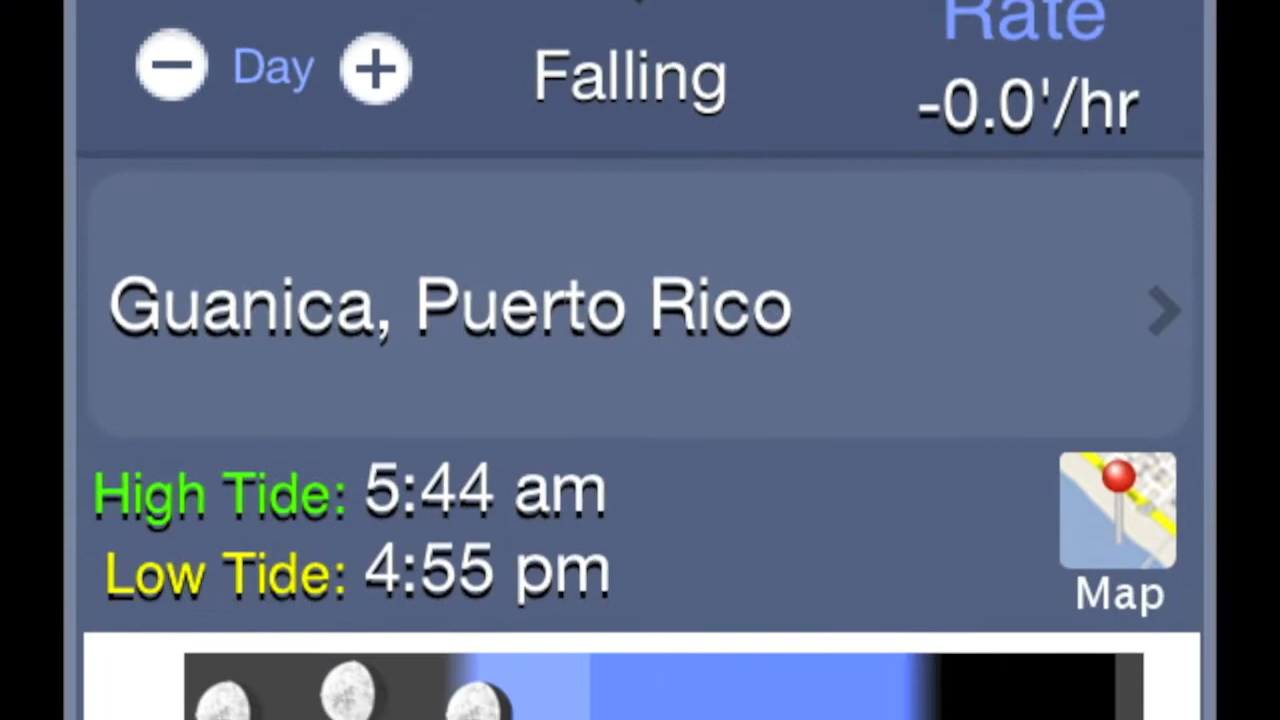 Rate
Day
Falling
-0.0'/hr
Guanica, Puerto Rico
High Tide: 5:44 am
Low Tide: 4:55 pm
Map